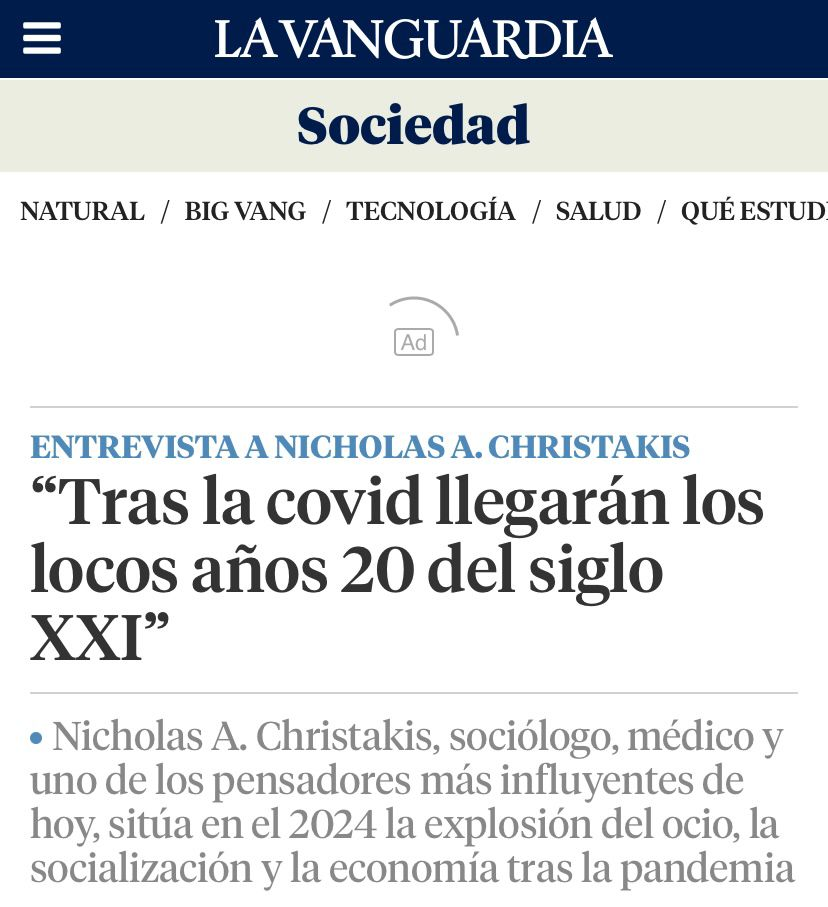 LA VANGUARDIA
Sociedad
NATURAL / BIG VANG / TECNOLOGÍA / SALUD / QUÉ ESTUDI
Ad
ENTREVISTA A NICHOLAS A. CHRISTAKIS
“Tras la covid llegarán los
locos años 20 del siglo
XXI”
• Nicholas A. Christakis, sociólogo, médico y
uno de los pensadores más influyentes de
hoy, sitúa en el 2024 la explosión del ocio, la
socialización y la economía tras la pandemia